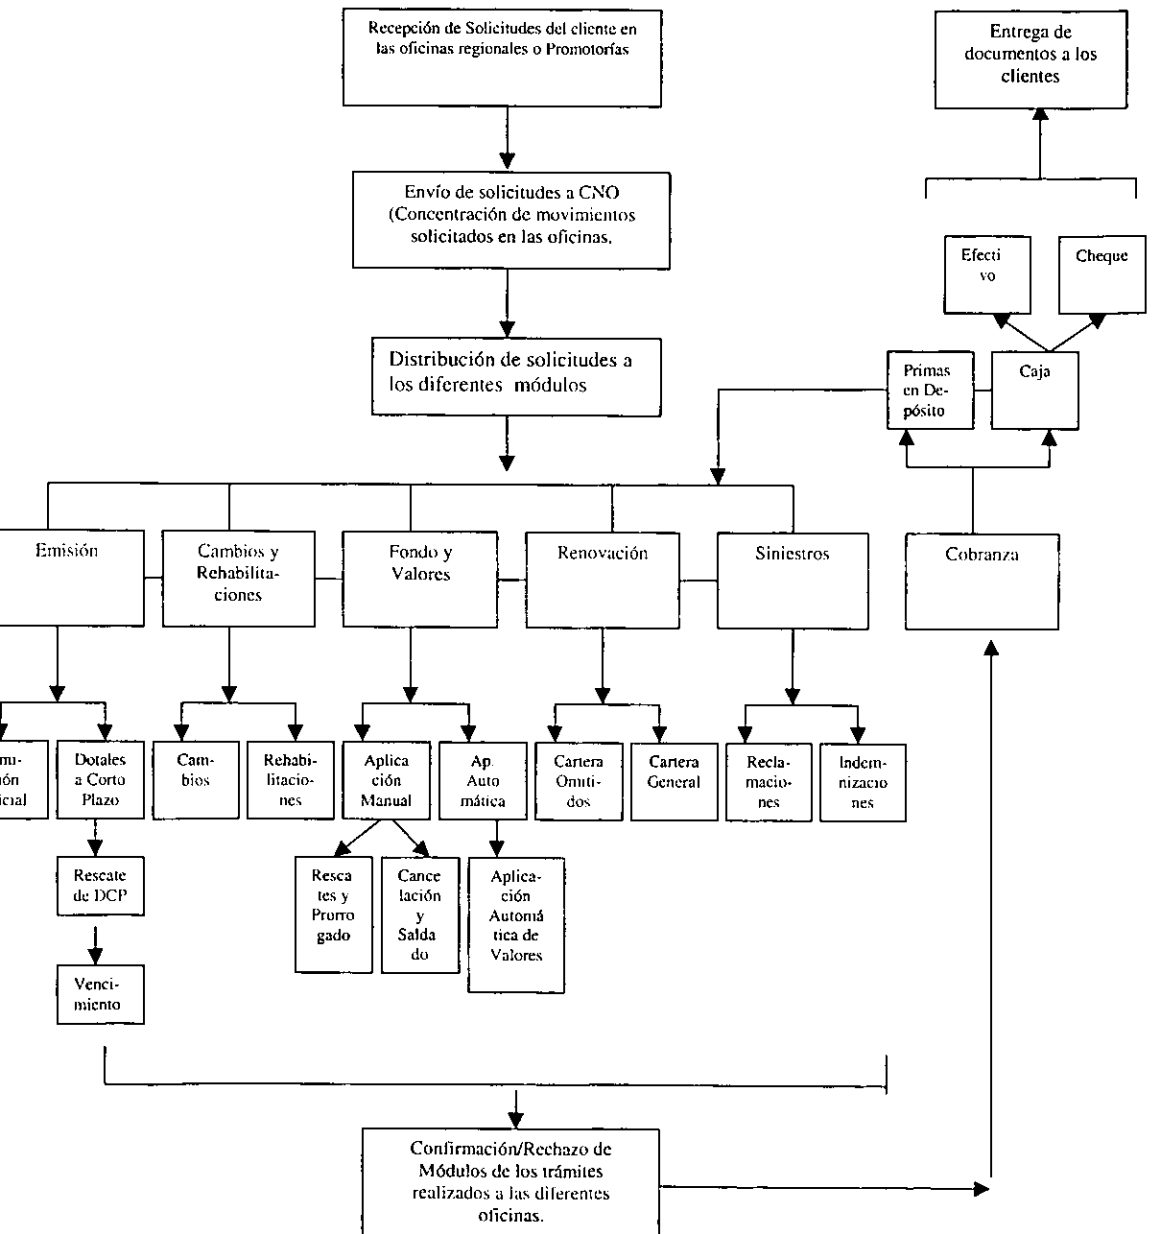 Recepción de Solicitudes del cliente en
las oficinas regionales o Promotorías
Entrega de
documentos a los
clientes
Envío de solicitudes a CNO
(Concentración de movimientos
solicitados en las oficinas.
Efecti
vo
Cheque
Distribución de solicitudes a
los diferentes módulos
Primas
en De-
pósito
Caja
Emisión
Cambios y
Rehabilita-
ciones
Fondo y
Valores
Renovación
Siniestros
Cobranza
Dotales
a Corto
Plazo
Cam-
bios
Rehabi-
litacio-
nes
Aplica
ción
Manual
Ap.
Auto
mática
Cartera
Omiti-
dos
Cartera
General
Recla-
macio-
nes
Indem-
nizacio
nes
Rescate
de DCP
Resca
tes y
Prorro
gado
Cance
lación
y
Salda
do
Aplica-
ción
Automá
tica de
Valores
Venci-
miento
Confirmación/Rechazo de
Módulos de los trámites
realizados a las diferentes
oficinas.